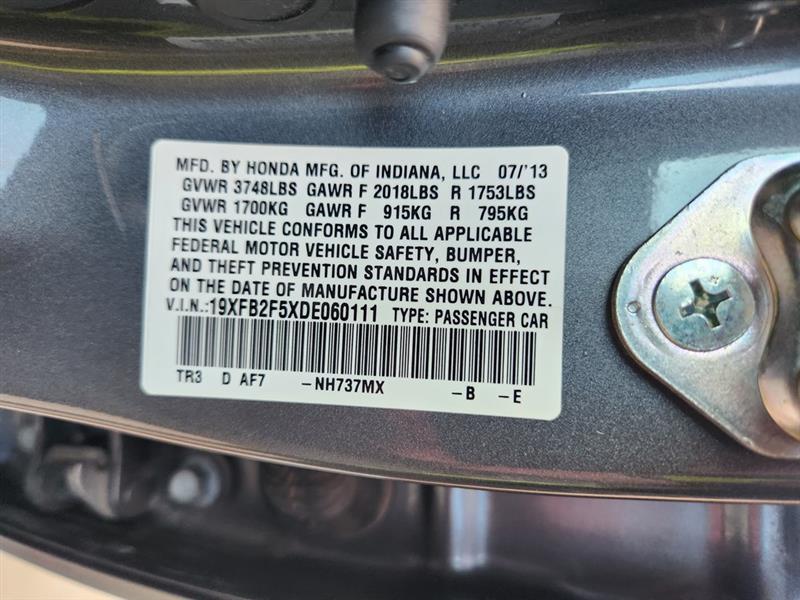 MFD. BY HONDA MFG. OF INDIANA, LLC 07/'13
GVWR 3748LBS GAWR F 2018LBS R 1753LBS
GVWR 1700KG GAWR F 915KG R 795KG
THIS VEHICLE CONFORMS TO ALL APPLICABLE
FEDERAL MOTOR VEHICLE SAFETY, BUMPER,
AND THEFT PREVENTION STANDARDS IN EFFECT
ON THE DATE OF MANUFACTURE SHOWN ABOVE.
V.I.N.:19XFB2F5XDE060111 TYPE: PASSENGER CAR
TR3 D AF7 –NH737MX –B –E